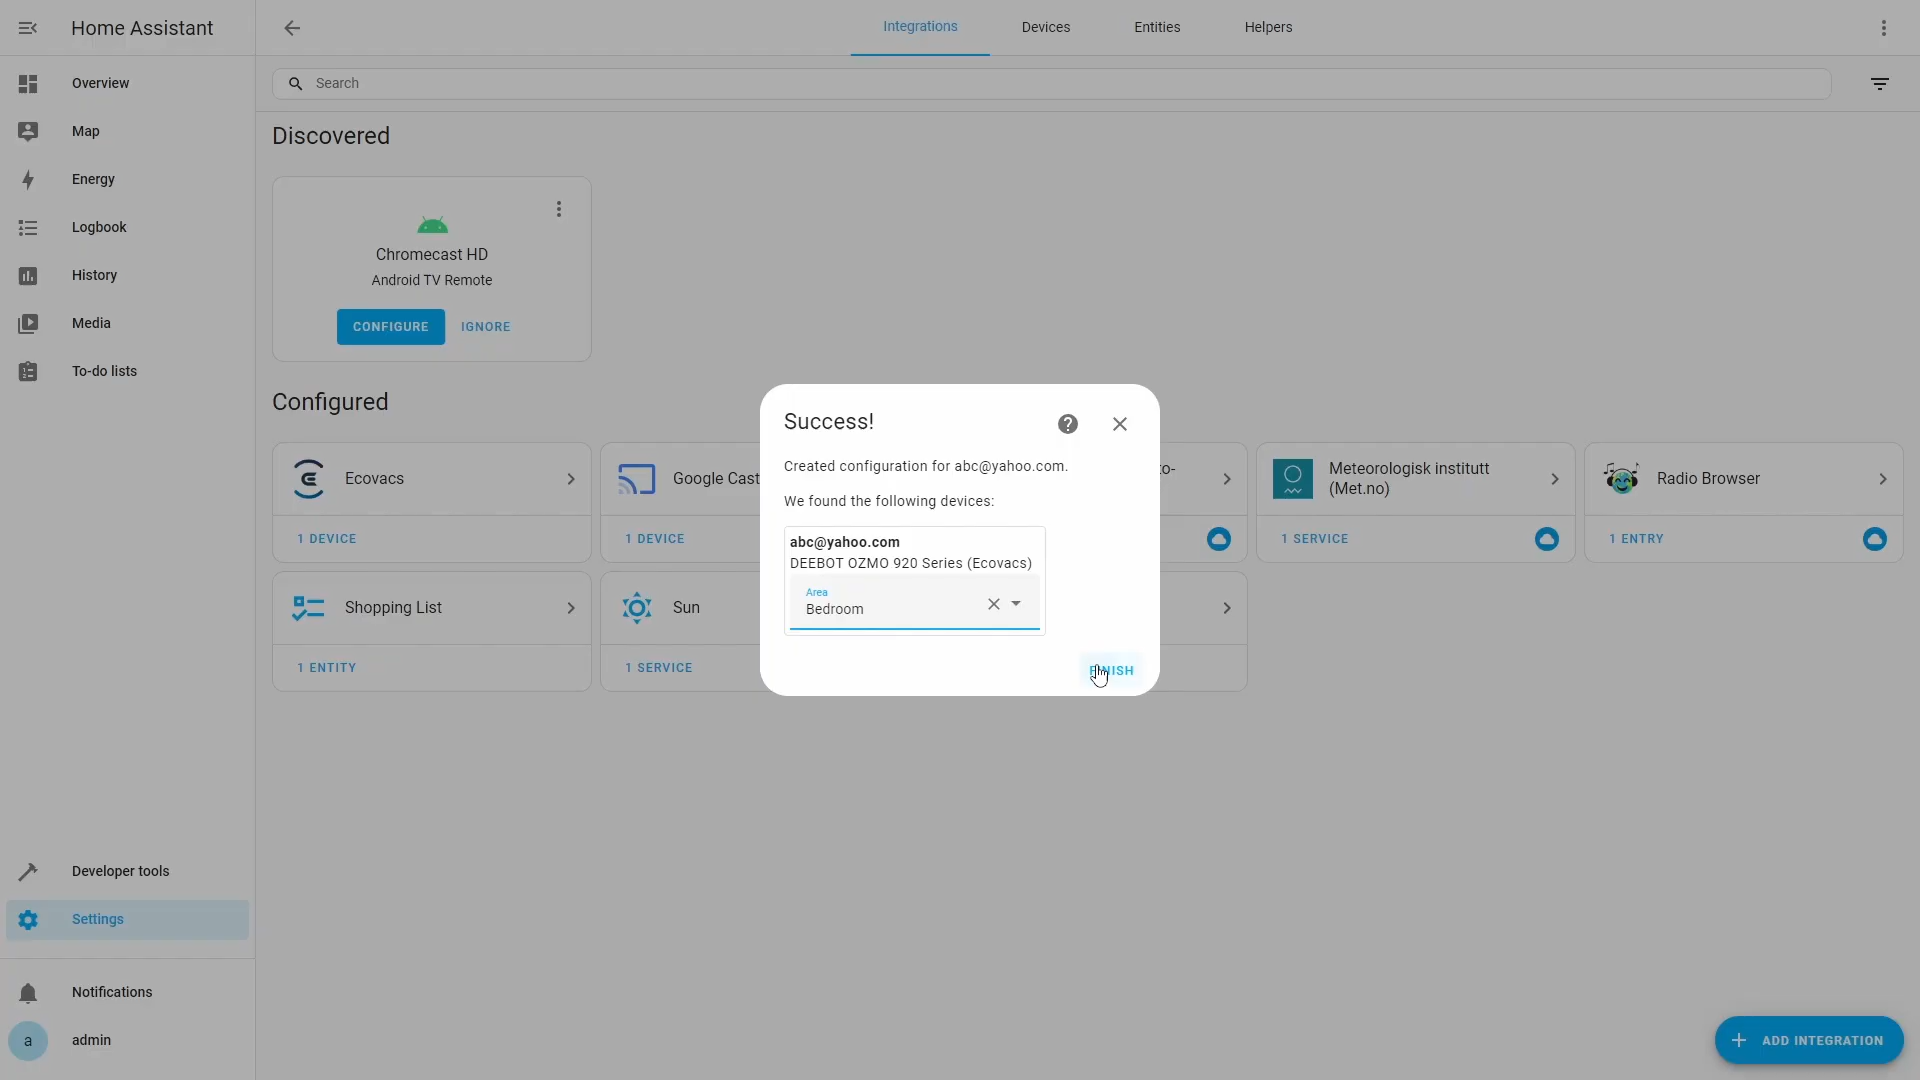 Home Assistant
Integrations
Devices
Entities
Helpers
Overview
Map
Energy
Logbook
History
Media
To-do lists
Developer tools
Settings
Notifications
a
admin
Search
Discovered
Chromecast HD
Android TV Remote
CONFIGURE
IGNORE
Configured
Ecovacs
1 DEVICE
Google Cast
1 DEVICE
to-
Meteorologisk institutt
(Met.no)
1 SERVICE
Radio Browser
1 ENTRY
Shopping List
1 ENTITY
Sun
1 SERVICE
Success!
Created configuration for abc@yahoo.com.
We found the following devices:
abc@yahoo.com
DEEBOT OZMO 920 Series (Ecovacs)
Area
Bedroom
FINISH
ADD INTEGRATION